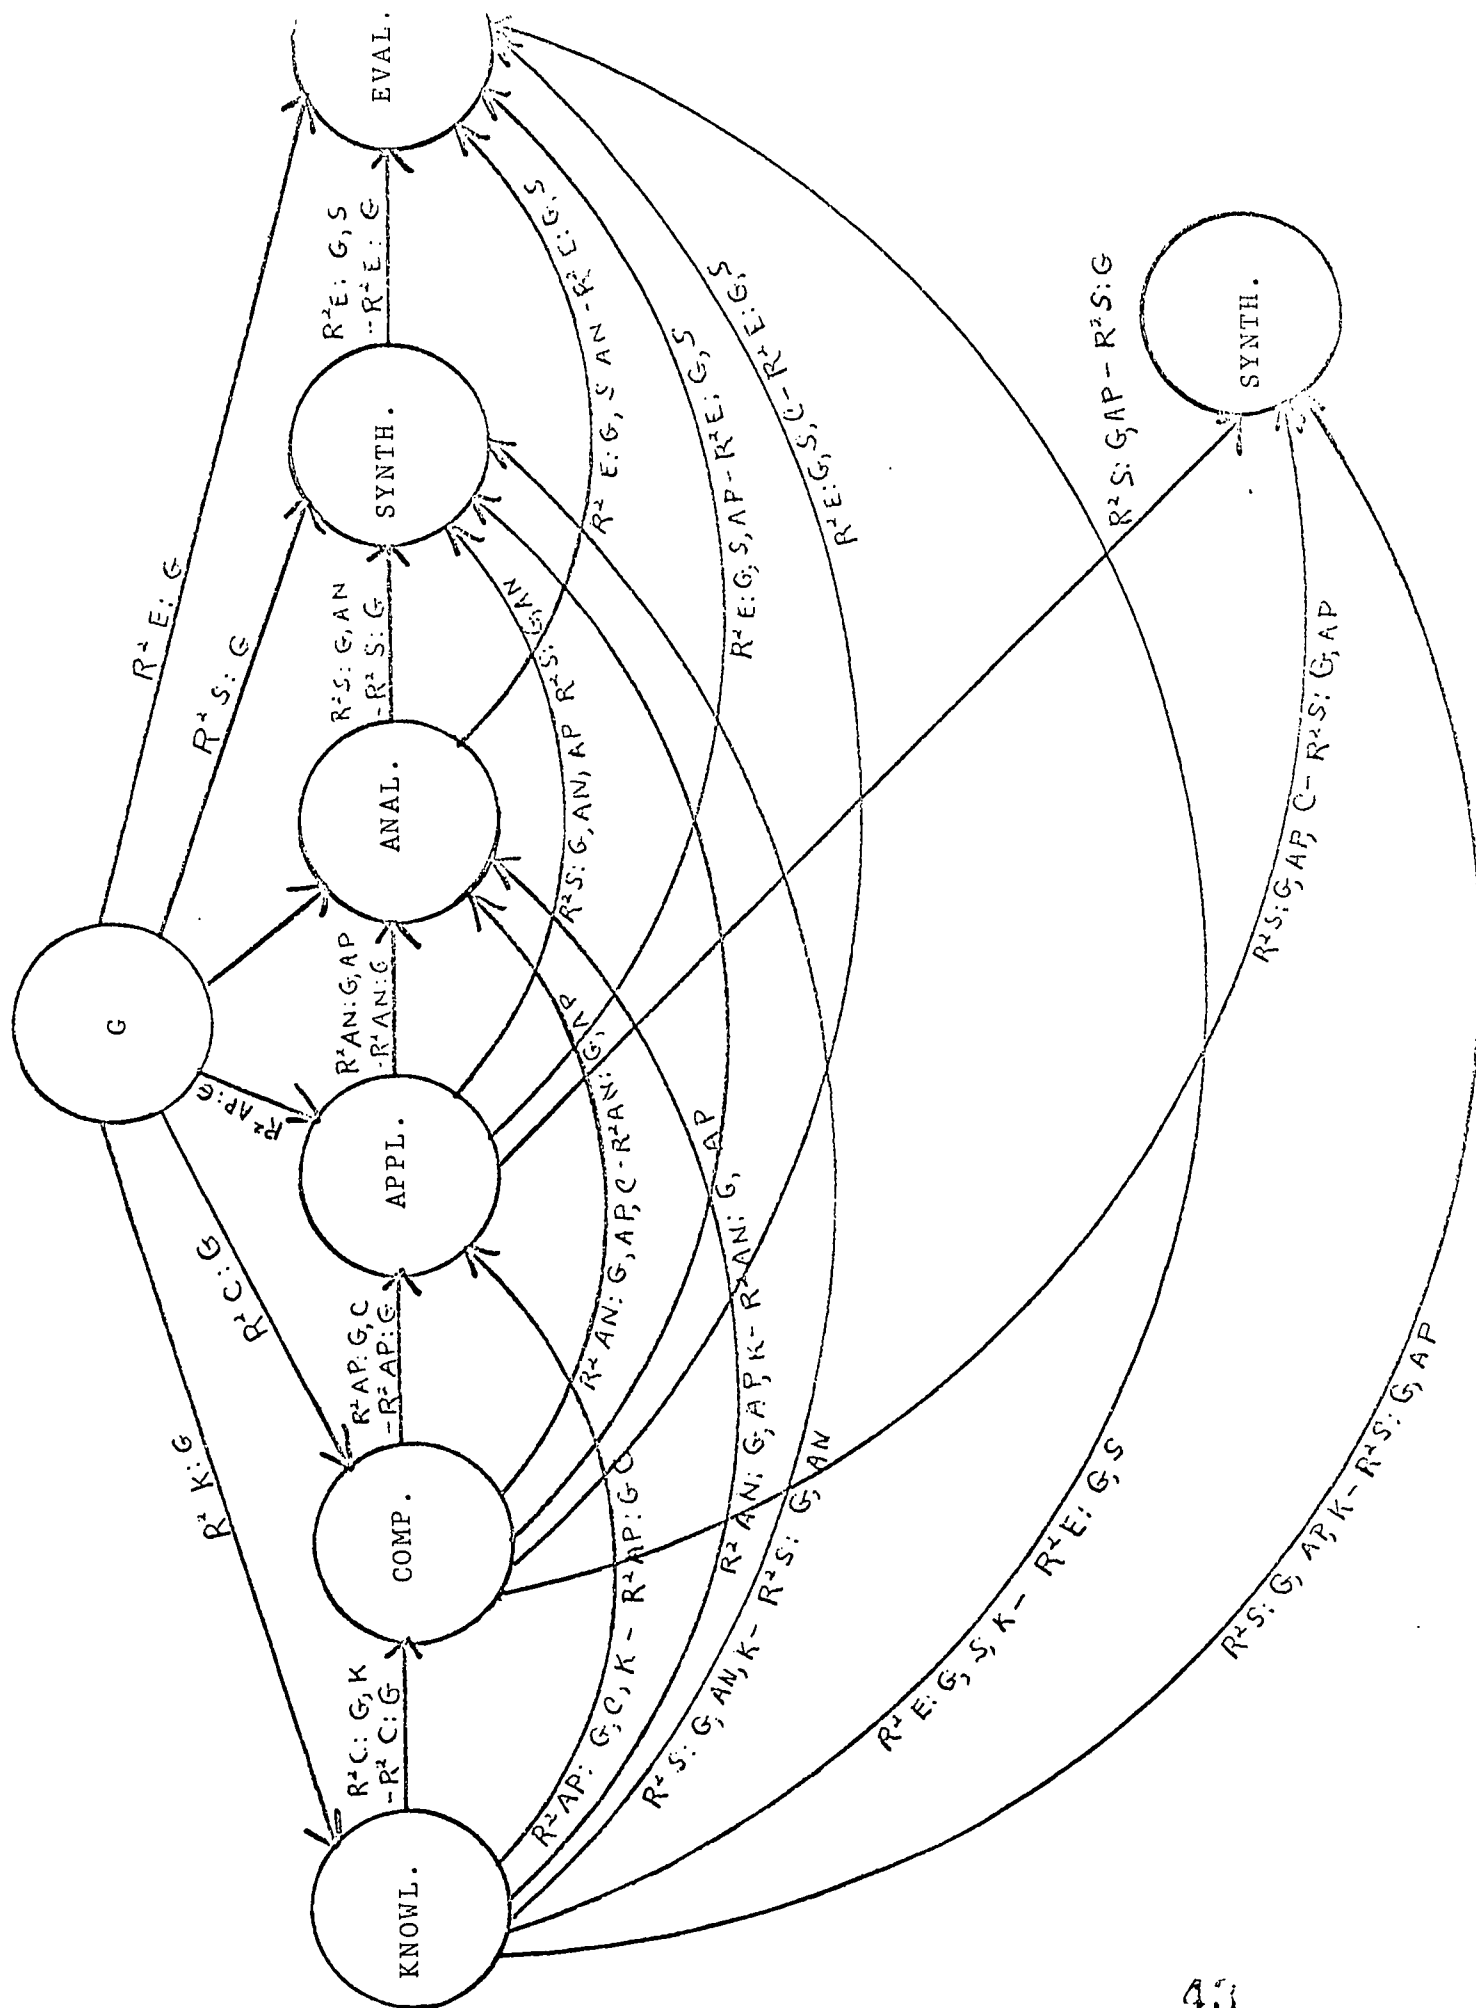 G
KNOWL.
COMP.
APPL.
ANAL.
SYNTH.
EVAL.
SYNTH.
R² K:G
R² C:G
R² AP:G
R² S:G
R² E:G
R²C: G,K
-R² C:G
R² AP: G,C
-R² AP:G
R² AN:G,AP
-R² AN:G
R² S:G,AN
-R² S:G
R² E: G,S
-R² E: G
R² AP: G,C,K - R² AP: G C
R² AN: G,AP,C-R² AN: G,AP
R² AN: G,AP,K-R² AN: G, AP
R² S: G,AN,AP R² S: G,AN
R² S: G,AN,K- R² S: G,AN
R² E: G,S AN-R² E:G,S
R² E:G,S,AP-R² E: G,S
R² E:G,S,C-R² E:G,S
R² E: G,S,K- R² E: G,S
R² S: G,AP-R² S:G
R² S:G,AP,C-R² S: G,AP
R² S: G,AP,K-R² S: G,AP